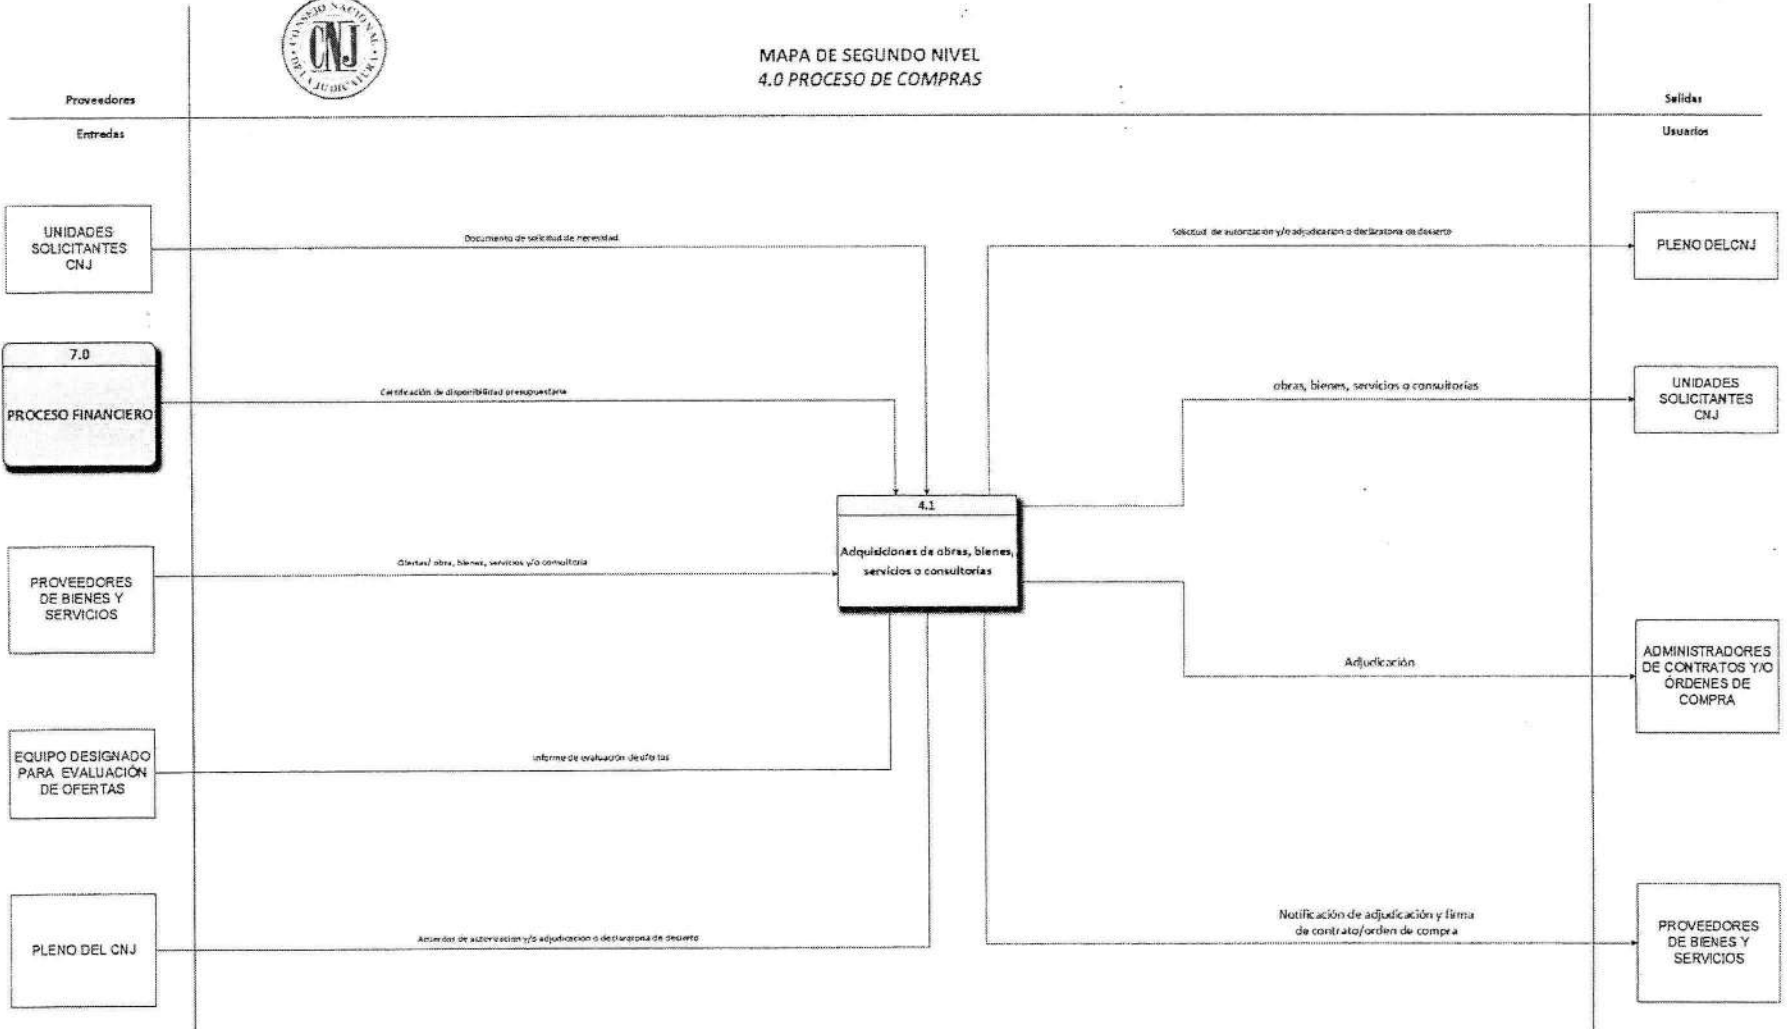 CONSEJO NACIONAL
CNJ
DE LA JUDICATURA
MAPA DE SEGUNDO NIVEL
4.0 PROCESO DE COMPRAS
Proveedores
Entradas
Salidas
Usuarios
UNIDADES
SOLICITANTES
CNJ
Documento de solicitud de necesidad.
Solicitud de autorización y/o adjudicación o declaratoria de desierto
PLENO DELCNJ
7.0
PROCESO FINANCIERO
Certificación de disponibilidad presupuestaria
obras, bienes, servicios o consultorías
UNIDADES
SOLICITANTES
CNJ
4.1
Adquisiciones de obras, bienes,
servicios o consultorías
PROVEEDORES
DE BIENES Y
SERVICIOS
Ofertas/ obra, bienes, servicios y/o consultoría
Adjudicación
ADMINISTRADORES
DE CONTRATOS Y/O
ÓRDENES DE
COMPRA
EQUIPO DESIGNADO
PARA EVALUACIÓN
DE OFERTAS
Informe de evaluación de ofertas
PLENO DEL CNJ
Acuerdos de autorización y/o adjudicación o declaratoria de desierto
Notificación de adjudicación y firma
de contrato/orden de compra
PROVEEDORES
DE BIENES Y
SERVICIOS